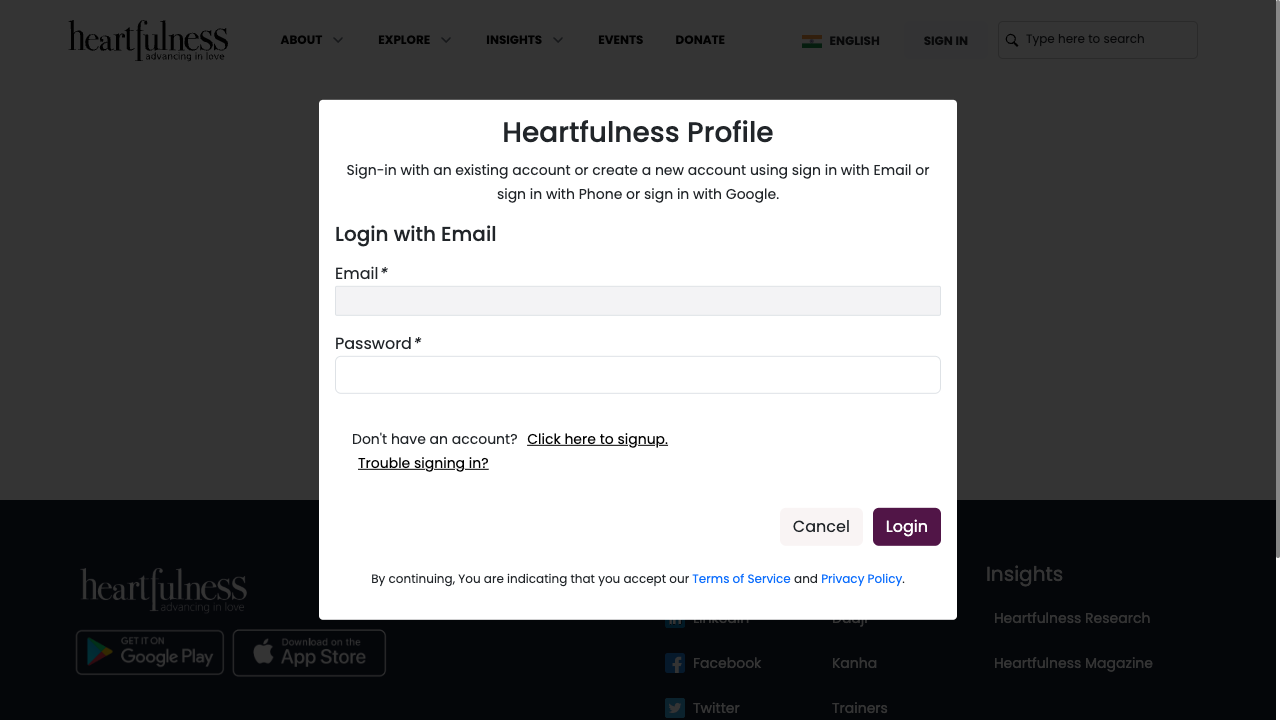 heartfulness
advancing in love
ABOUT
EXPLORE
INSIGHTS
EVENTS
DONATE
ENGLISH
SIGN IN
Type here to search
Heartfulness Profile
Sign-in with an existing account or create a new account using sign in with Email or
sign in with Phone or sign in with Google.
Login with Email
Email*
Password*
Don't have an account? Click here to signup.
Trouble signing in?
Cancel
Login
By continuing, You are indicating that you accept our Terms of Service and Privacy Policy.
heartfulness
advancing in love
GET IT ON
Google Play
Download on the
App Store
LinkedIn
Facebook
Twitter
Daaji
Kanha
Trainers
Insights
Heartfulness Research
Heartfulness Magazine